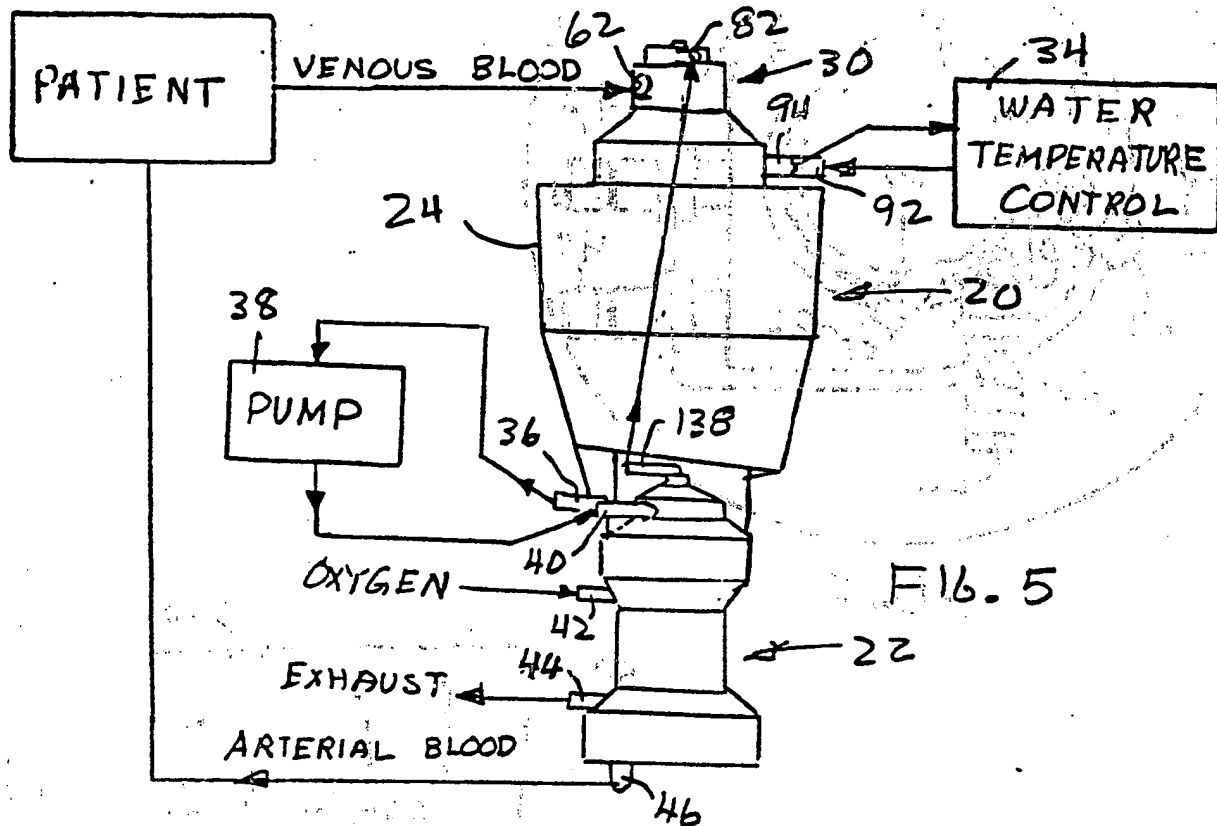 62
82
30
34
PATIENT
VENOUS BLOOD
94
WATER
TEMPERATURE
CONTROL
92
24
20
38
PUMP
138
36
40
OXYGEN
42
FIG. 5
22
44
EXHAUST
ARTERIAL BLOOD
46